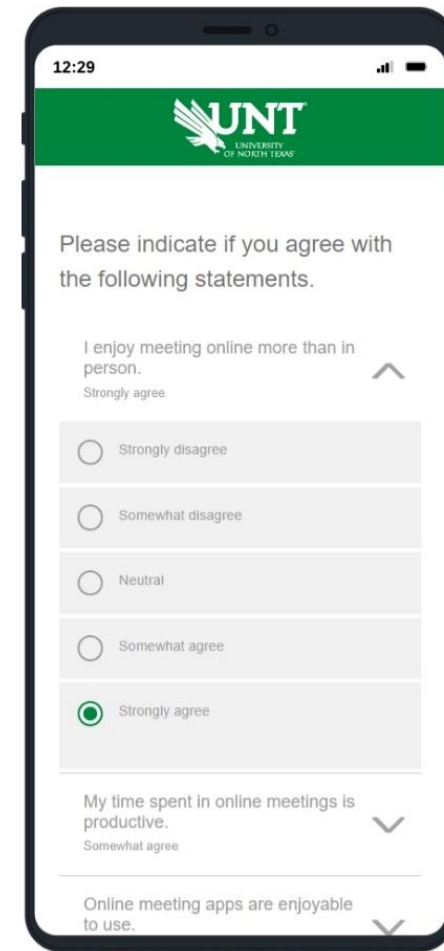 12:29
UNT
UNIVERSITY
OF NORTH TEXAS
Please indicate if you agree with
the following statements.
I enjoy meeting online more than in
person.
Strongly agree
Strongly disagree
Somewhat disagree
Neutral
Somewhat agree
Strongly agree
My time spent in online meetings is
productive.
Somewhat agree
Online meeting apps are enjoyable
to use.